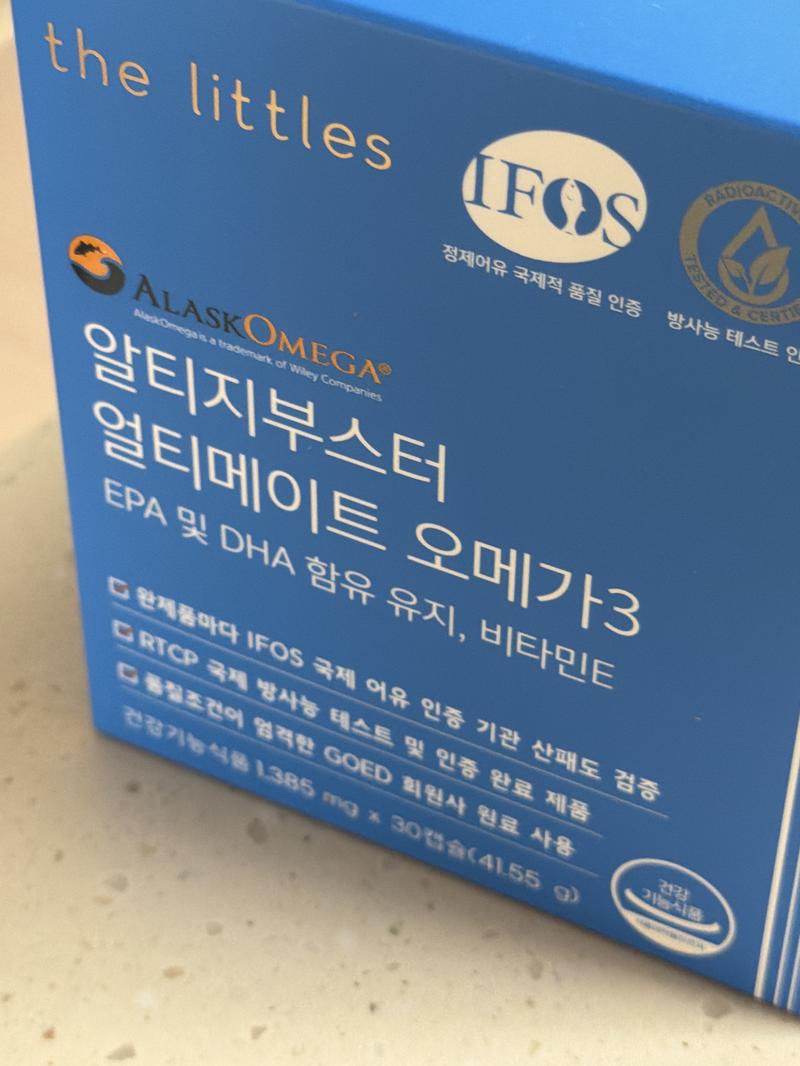 the littles
IFOS
정제어유 국제적 품질 인증
RADIOACTIV
TESTED & CERTIF
방사능 테스트 인
ALASKOMEGA®
AlaskOmega is a trademark of Wiley Companies
알티지부스터
얼티메이트 오메가3
EPA 및 DHA 함유 유지, 비타민E
완제품마다 IFOS 국제 어유 인증 기관 산패도 검증
RTCP 국제 방사능 테스트 및 인증 완료 제품
품질조건이 엄격한 GOED 회원사 원료 사용
건강기능식품 1,385 mg x 30캡슐(41.55 g)
건강
기능식품